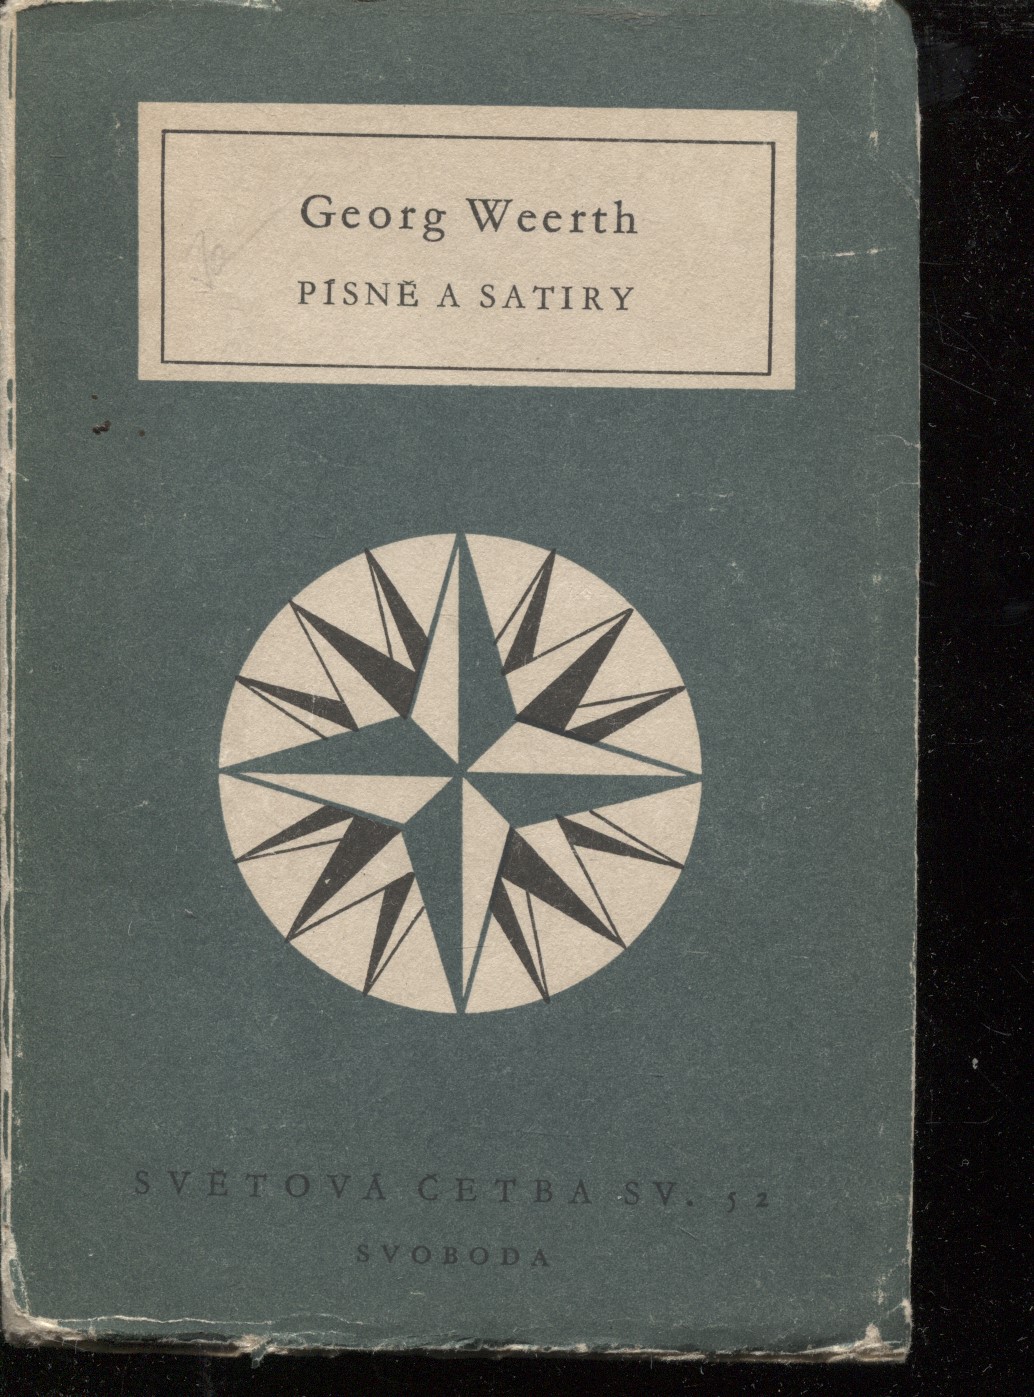 Georg Weerth
PÍSNĚ A SATIRY
SVĚTOVÁ ČETBA SV. 52
SVOBODA